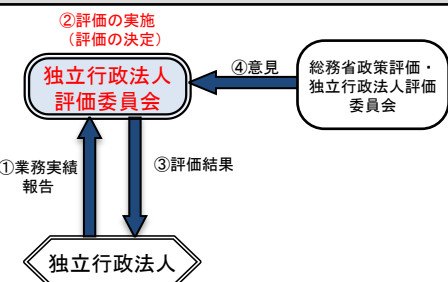 ②評価の実施
（評価の決定）
独立行政法人
評価委員会
④意見
総務省政策評価・
独立行政法人評価
委員会
①業務実績
報告
③評価結果
独立行政法人